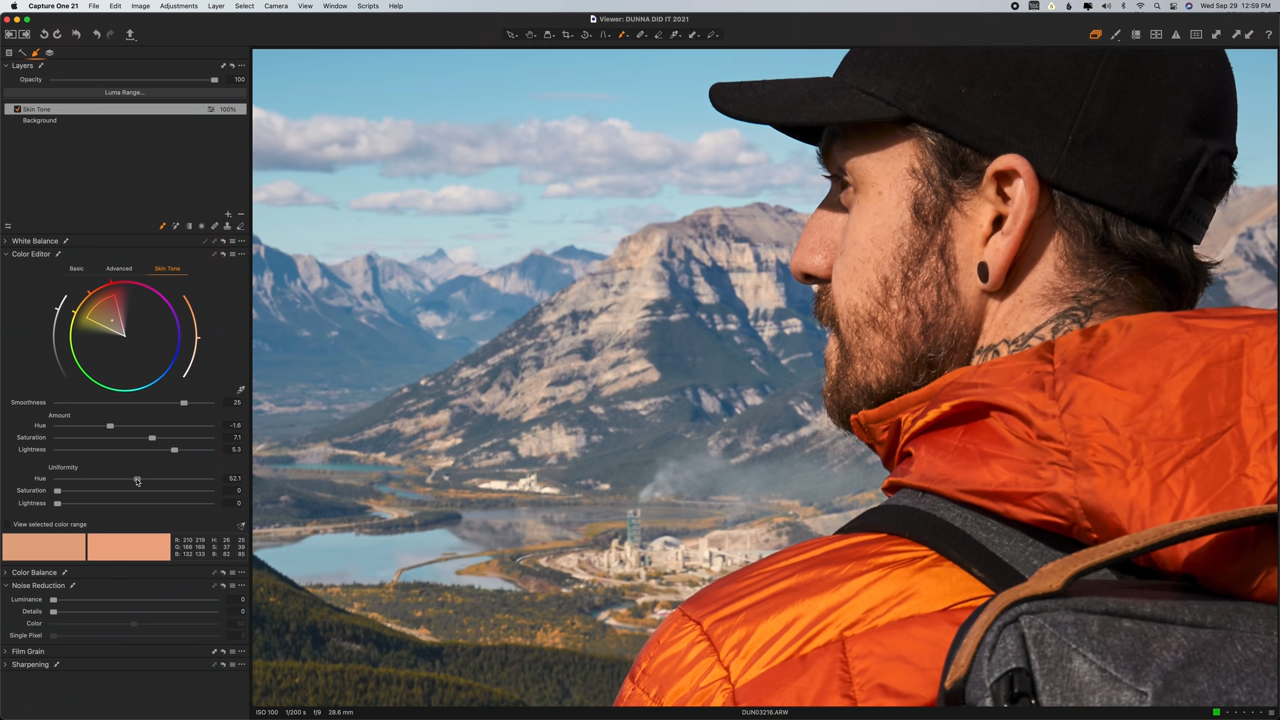 Capture One 21 File Edit Image Adjustments Layer Select Camera View Window Scripts Help Wed Sep 29 12:59 PM
Viewer: DUNNA DID IT 2021
Layers
Opacity 100
Luma Range...
Skin Tone 100%
Background
White Balance
Color Editor
Basic Advanced Skin Tone
Smoothness 25
Amount
Hue -1.6
Saturation 7.1
Lightness 5.3
Uniformity
Hue 52.1
Saturation 0
Lightness 0
View selected color range
R: 210 219 H: 26 25
G: 166 169 S: 37 39
B: 132 133 B: 82 85
Color Balance
Noise Reduction
Luminance 0
Details 0
Color 50
Single Pixel 0
Film Grain
Sharpening
ISO 100 1/200 s f/9 28.6 mm DUN03216.ARW